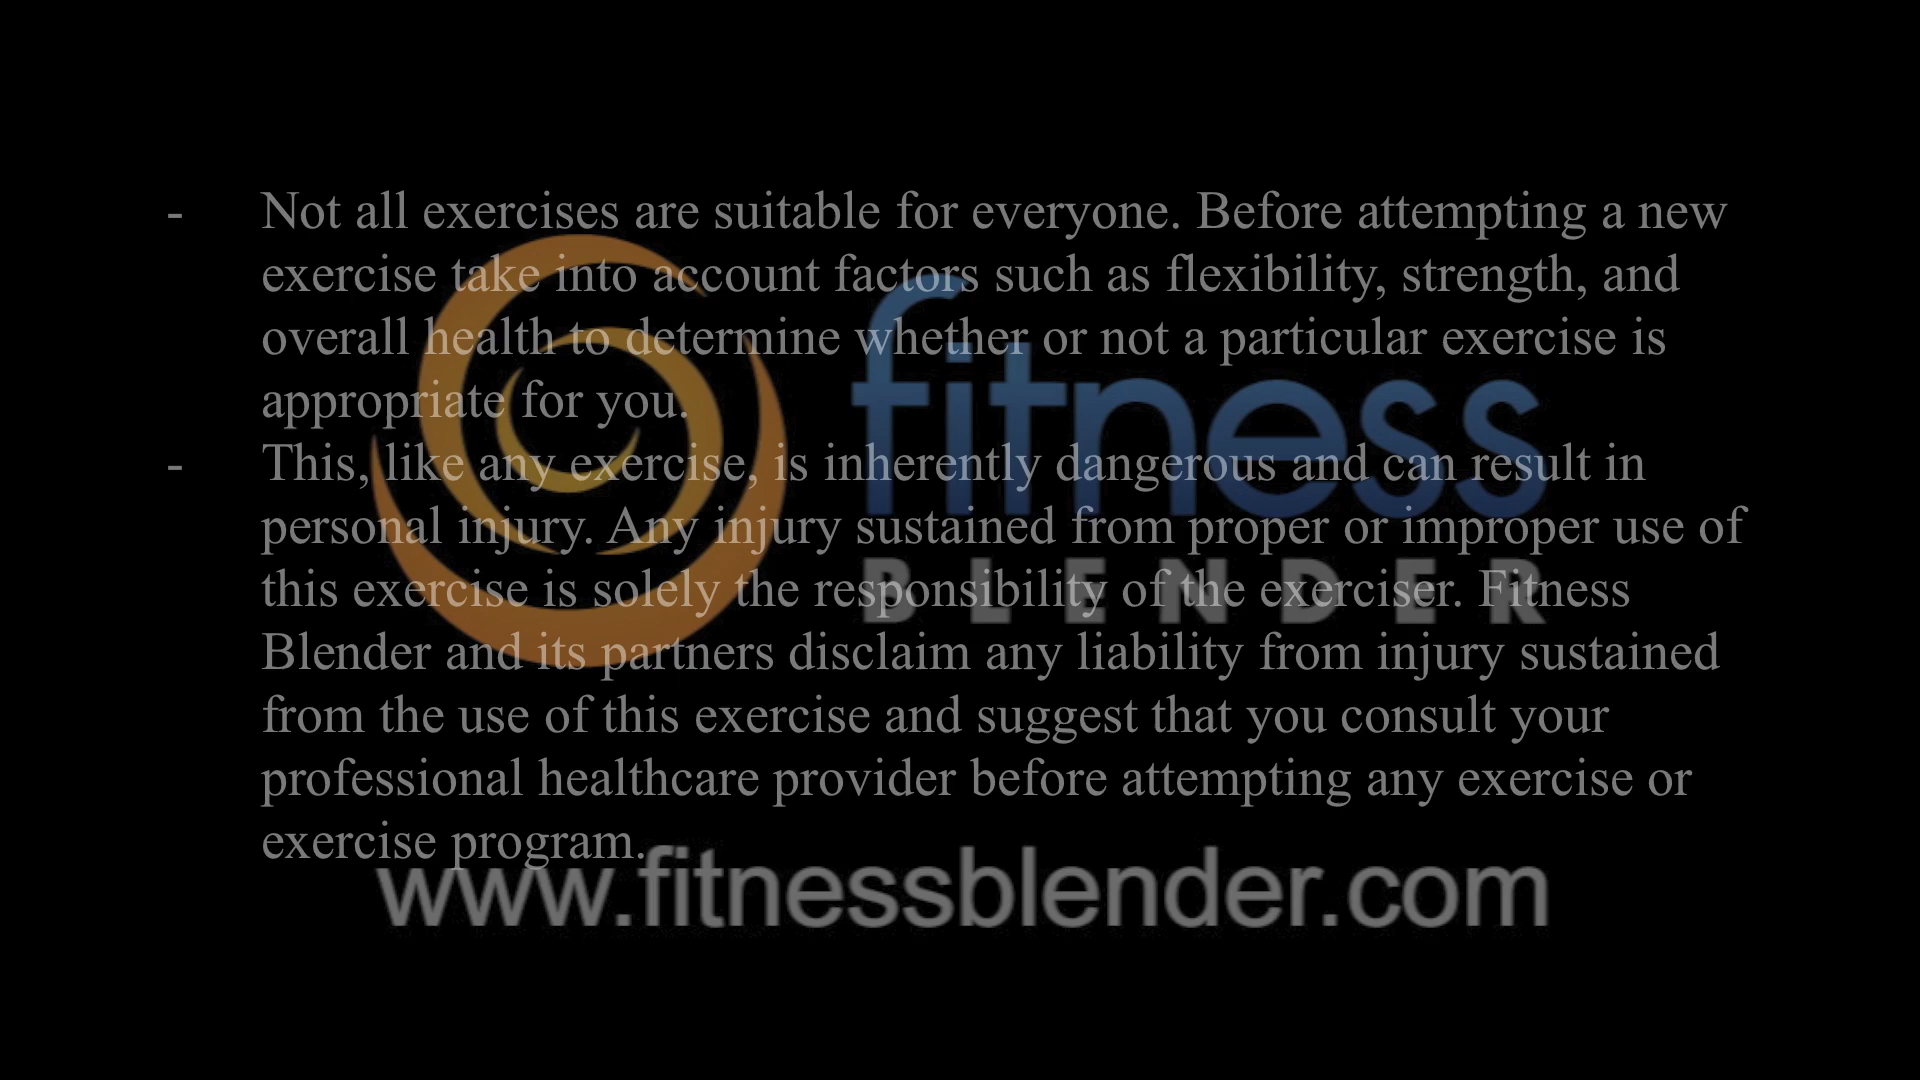 - Not all exercises are suitable for everyone. Before attempting a new
exercise take into account factors such as flexibility, strength, and
overall health to determine whether or not a particular exercise is
appropriate for you.
- This, like any exercise, is inherently dangerous and can result in
personal injury. Any injury sustained from proper or improper use of
this exercise is solely the responsibility of the exerciser. Fitness
Blender and its partners disclaim any liability from injury sustained
from the use of this exercise and suggest that you consult your
professional healthcare provider before attempting any exercise or
exercise program.
fitness
BLENDER
www.fitnessblender.com